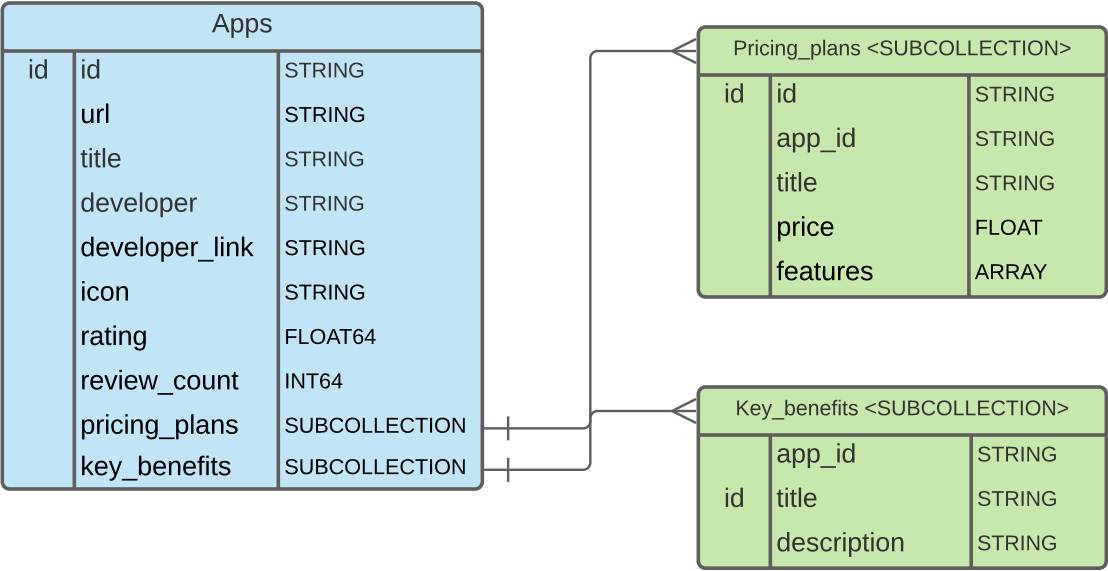 Apps
id id STRING
url STRING
title STRING
developer STRING
developer_link STRING
icon STRING
rating FLOAT64
review_count INT64
pricing_plans SUBCOLLECTION
key_benefits SUBCOLLECTION
Pricing_plans <SUBCOLLECTION>
id id STRING
app_id STRING
title STRING
price FLOAT
features ARRAY
Key_benefits <SUBCOLLECTION>
app_id STRING
id title STRING
description STRING